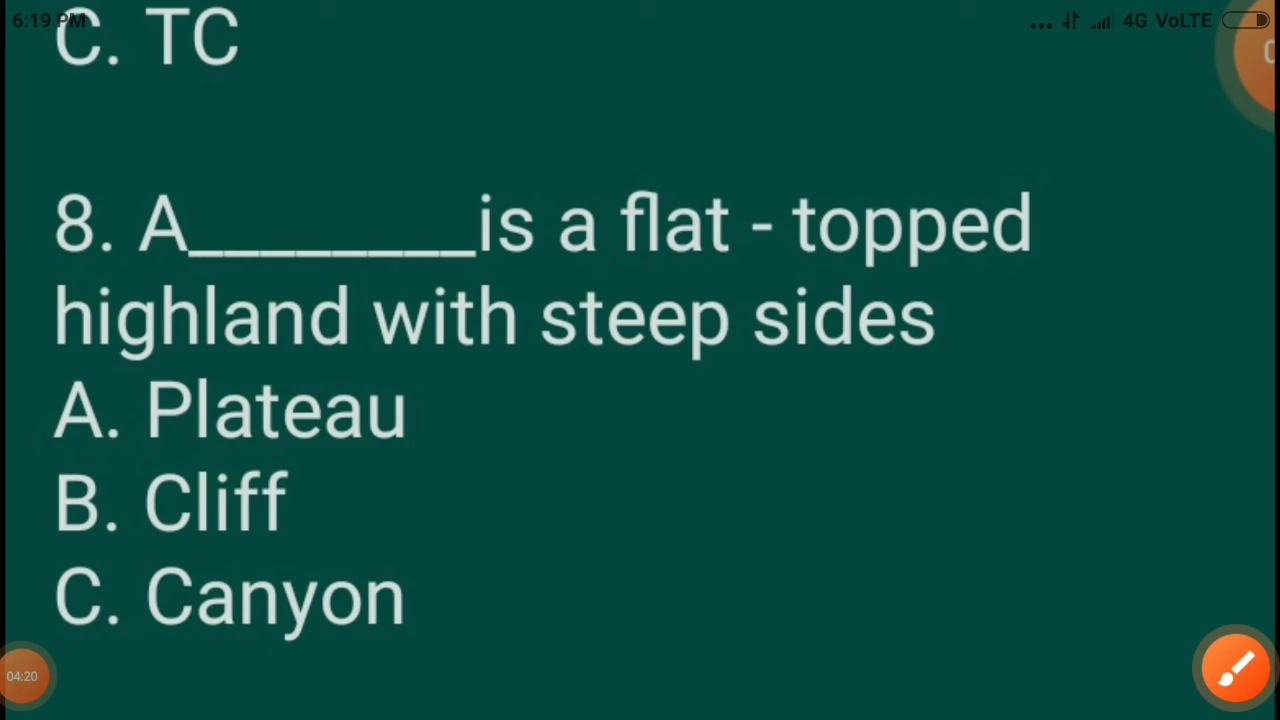 6:19 PM
4G VoLTE
C. TC
8. A________is a flat - topped
highland with steep sides
A. Plateau
B. Cliff
C. Canyon
04:20